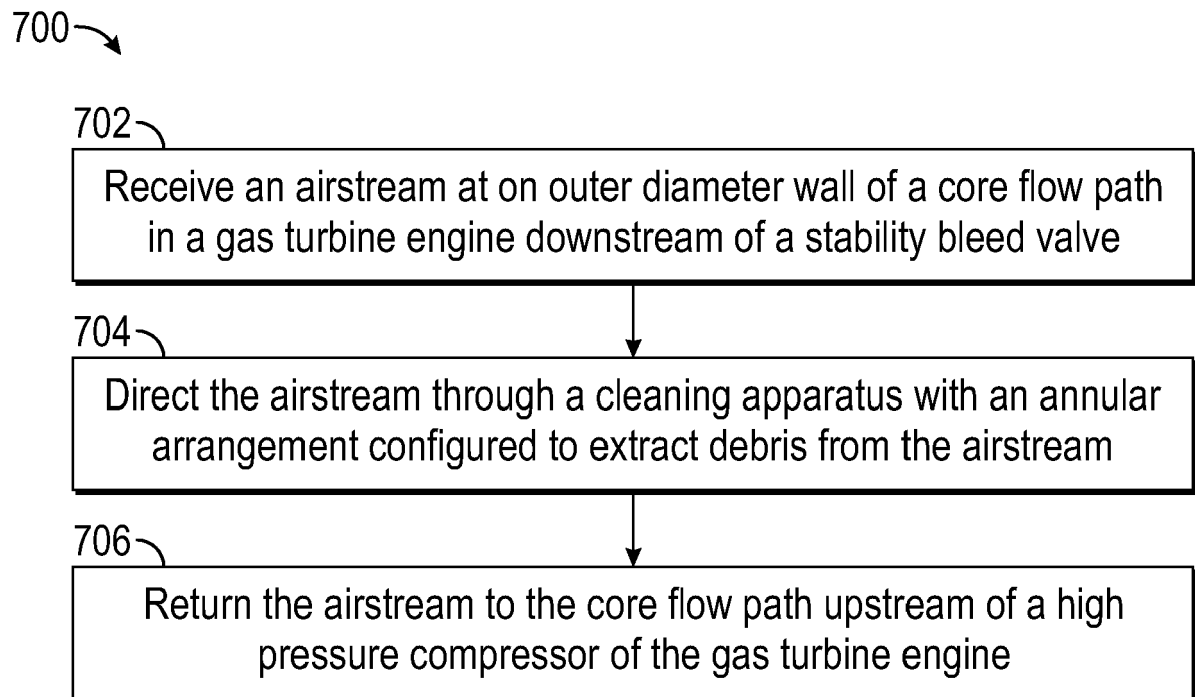 700
702
Receive an airstream at on outer diameter wall of a core flow path
in a gas turbine engine downstream of a stability bleed valve
704
Direct the airstream through a cleaning apparatus with an annular
arrangement configured to extract debris from the airstream
706
Return the airstream to the core flow path upstream of a high
pressure compressor of the gas turbine engine